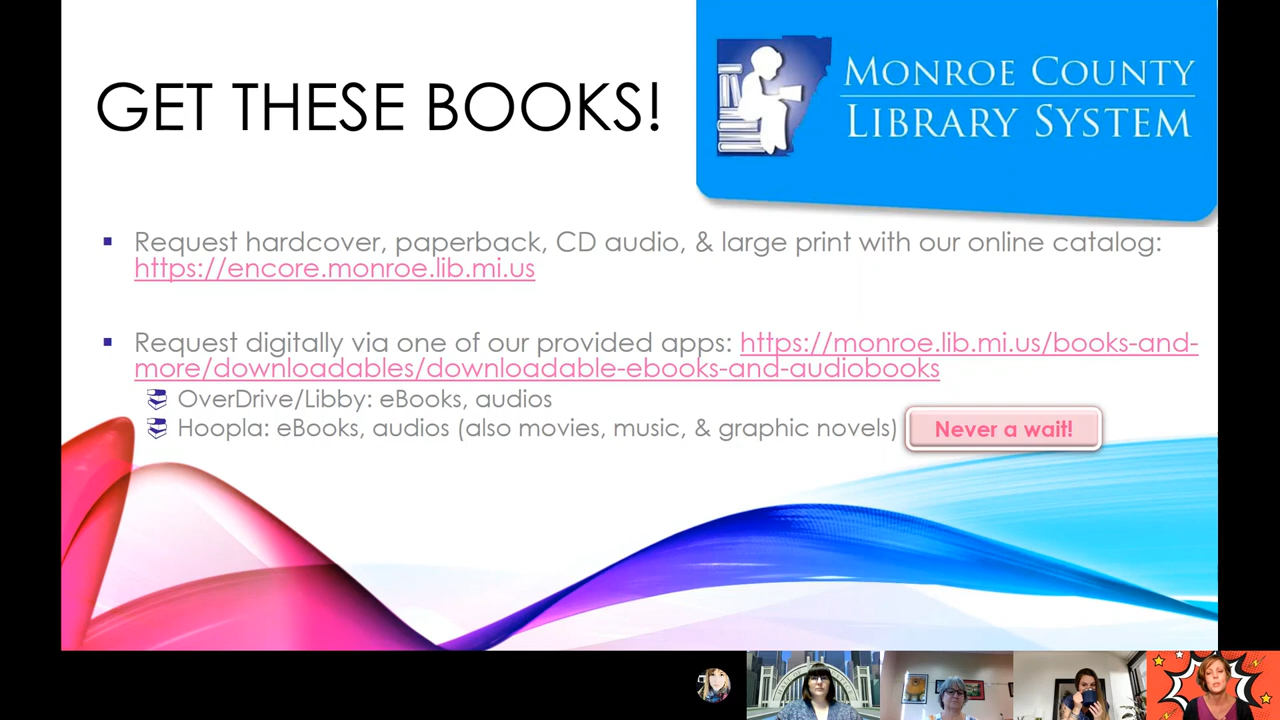 GET THESE BOOKS!
MONROE COUNTY
LIBRARY SYSTEM
Request hardcover, paperback, CD audio, & large print with our online catalog:
https://encore.monroe.lib.mi.us
Request digitally via one of our provided apps: https://monroe.lib.mi.us/books-and-
more/downloadables/downloadable-ebooks-and-audiobooks
OverDrive/Libby: eBooks, audios
Hoopla: eBooks, audios (also movies, music, & graphic novels)
Never a wait!